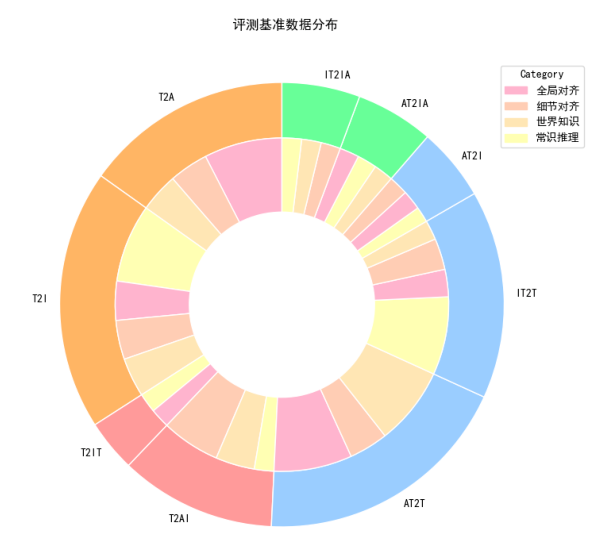 评测基准数据分布
Category
全局对齐
细节对齐
世界知识
常识推理
IT2IA
AT2IA
T2A
AT2I
T2I
IT2T
T2IT
T2AI
AT2T